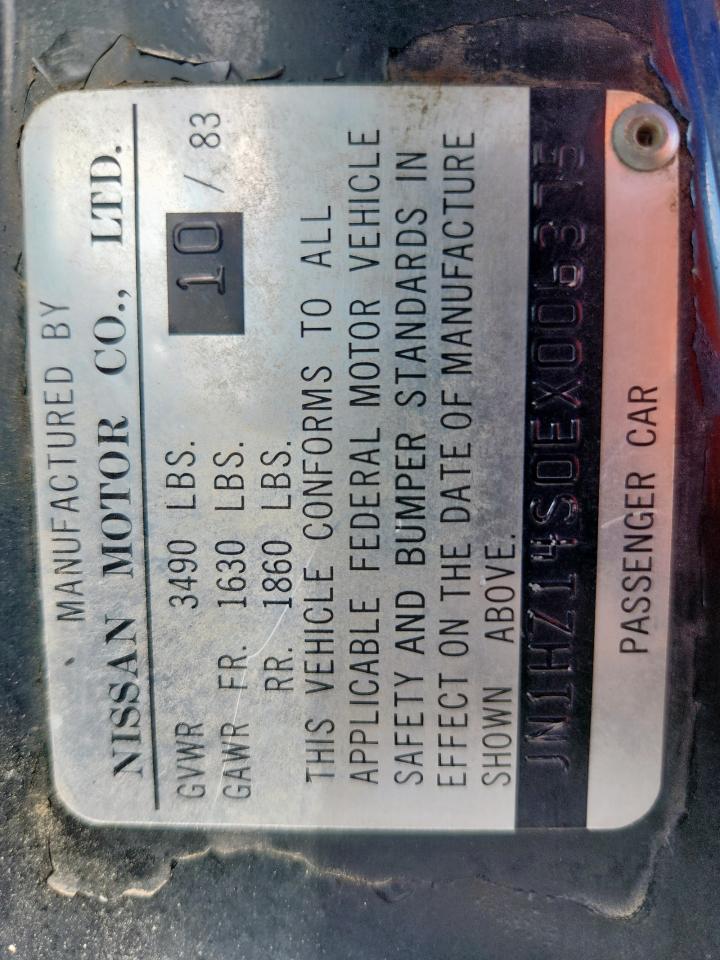 MANUFACTURED BY
NISSAN MOTOR CO., LTD.
10 / 83
GVWR 3490 LBS.
GAWR FR. 1630 LBS.
RR. 1860 LBS.
THIS VEHICLE CONFORMS TO ALL
APPLICABLE FEDERAL MOTOR VEHICLE
SAFETY AND BUMPER STANDARDS IN
EFFECT ON THE DATE OF MANUFACTURE
SHOWN ABOVE.
JN1HZ14S0EX006375
PASSENGER CAR